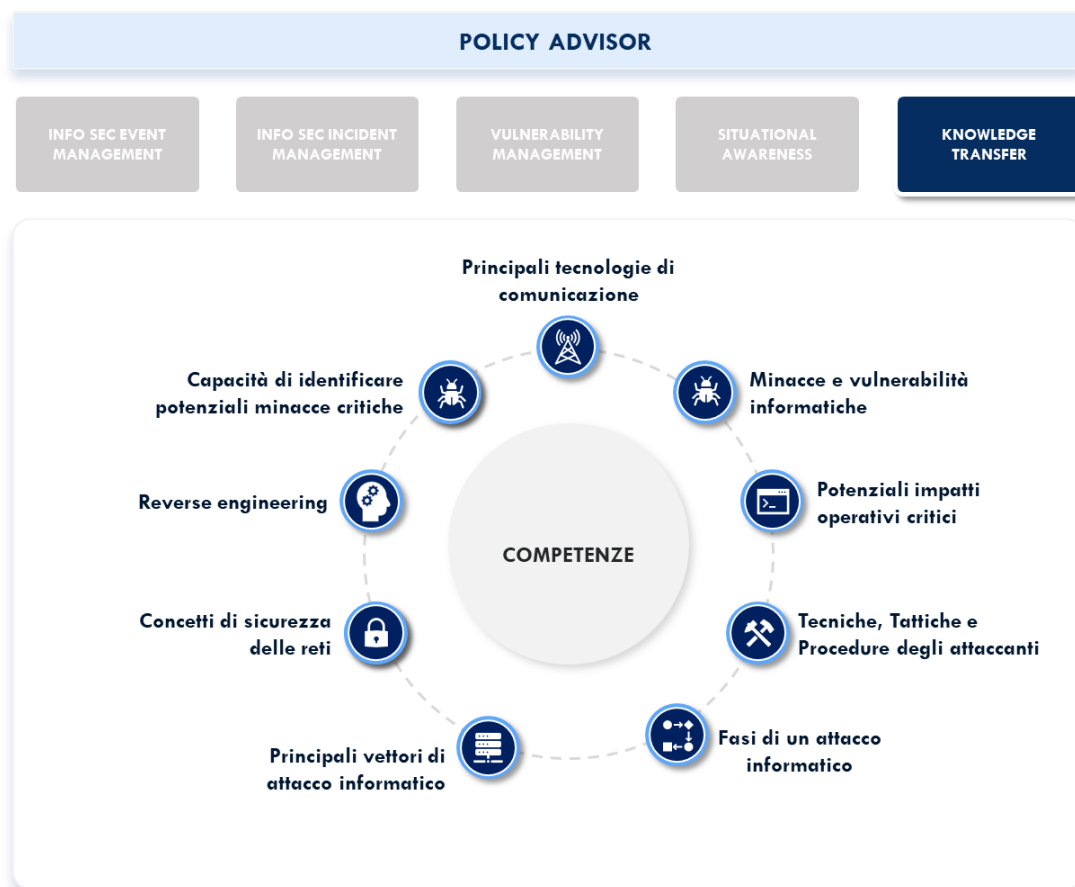 POLICY ADVISOR
INFO SEC EVENT
MANAGEMENT
INFO SEC INCIDENT
MANAGEMENT
VULNERABILITY
MANAGEMENT
SITUATIONAL
AWARENESS
KNOWLEDGE
TRANSFER
Principali tecnologie di
comunicazione
Capacità di identificare
potenziali minacce critiche
Minacce e vulnerabilità
informatiche
Reverse engineering
Potenziali impatti
operativi critici
COMPETENZE
Concetti di sicurezza
delle reti
Tecniche, Tattiche e
Procedure degli attaccanti
Principali vettori di
attacco informatico
Fasi di un attacco
informatico